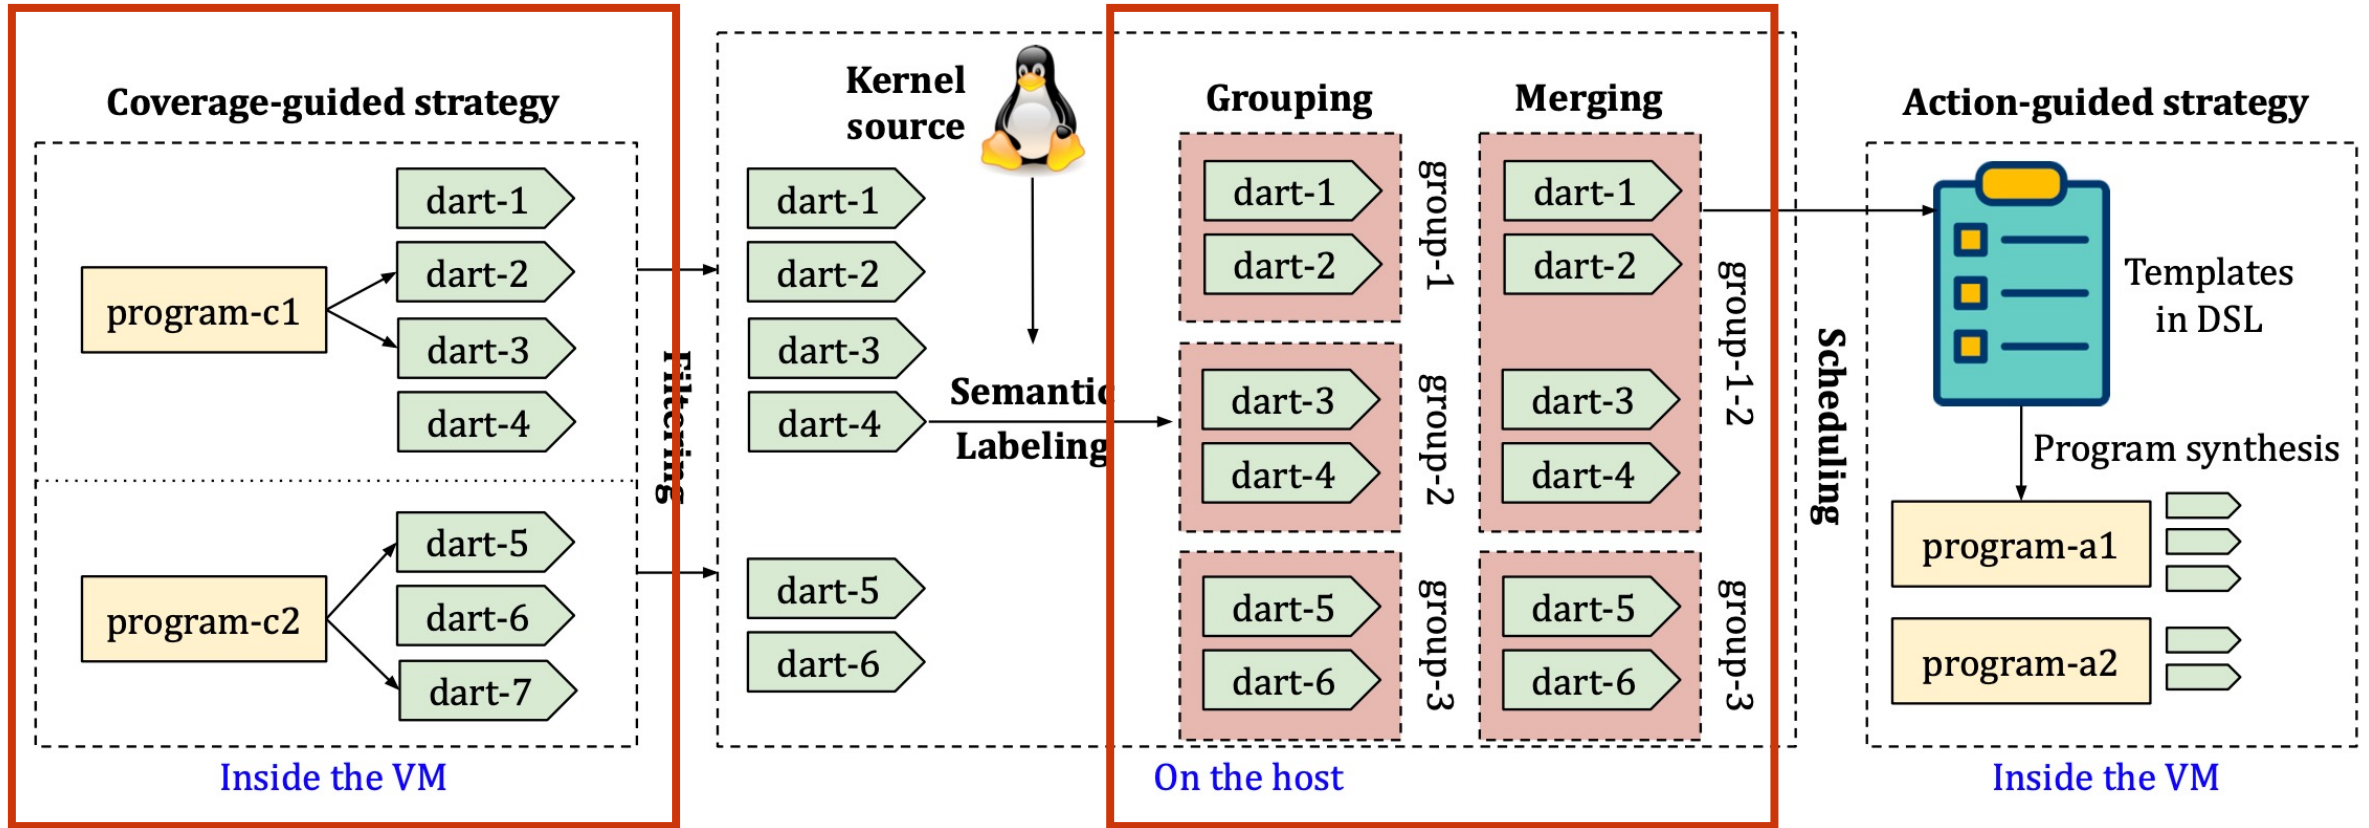 Coverage-guided strategy
program-c1
dart-1
dart-2
dart-3
dart-4
program-c2
dart-5
dart-6
dart-7
Inside the VM
Filtering
Kernel
source
dart-1
dart-2
dart-3
dart-4
dart-5
dart-6
Semantic
Labeling
Grouping
dart-1
dart-2
group-1
dart-3
dart-4
group-2
dart-5
dart-6
group-3
Merging
dart-1
dart-2
dart-3
dart-4
group-1-2
dart-5
dart-6
group-3
On the host
Scheduling
Action-guided strategy
Templates
in DSL
Program synthesis
program-a1
program-a2
Inside the VM